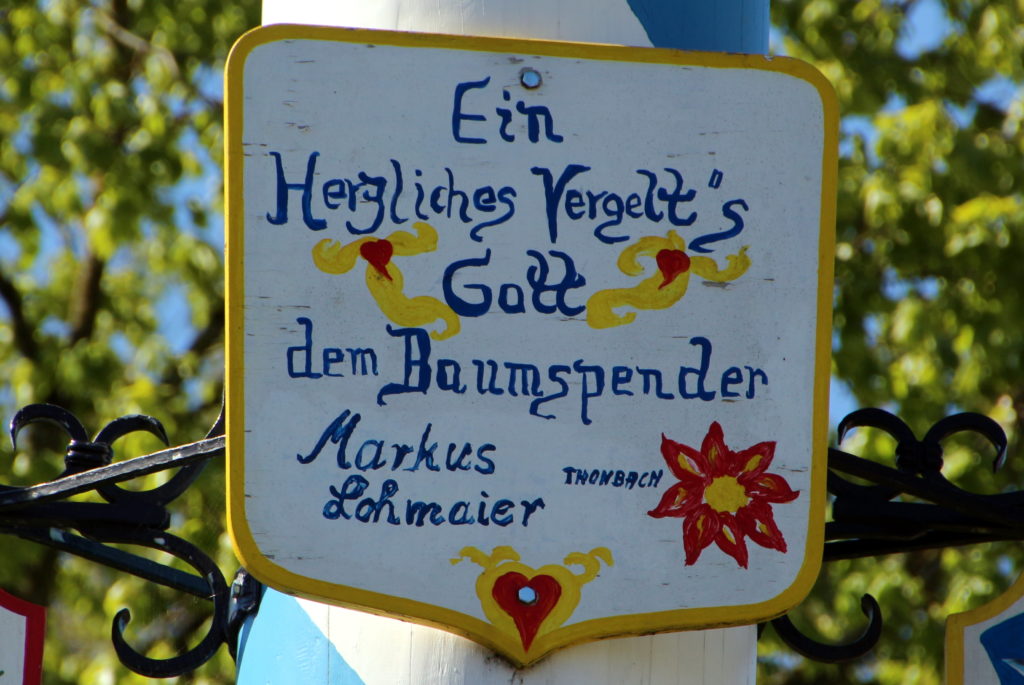 Ein
Herzliches Vergelt's
Gott
dem Baumspender
Markus
Lohmaier
THONBACH